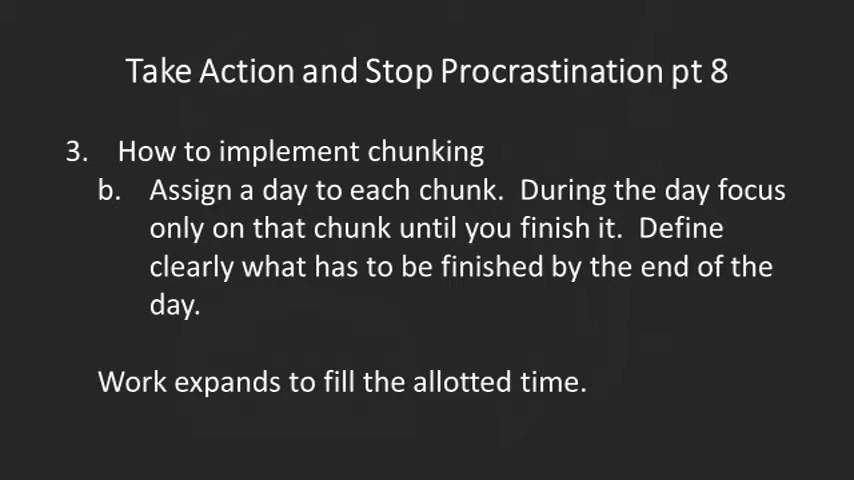 Take Action and Stop Procrastination pt 8
3. How to implement chunking
b. Assign a day to each chunk. During the day focus
only on that chunk until you finish it. Define
clearly what has to be finished by the end of the
day.
Work expands to fill the allotted time.